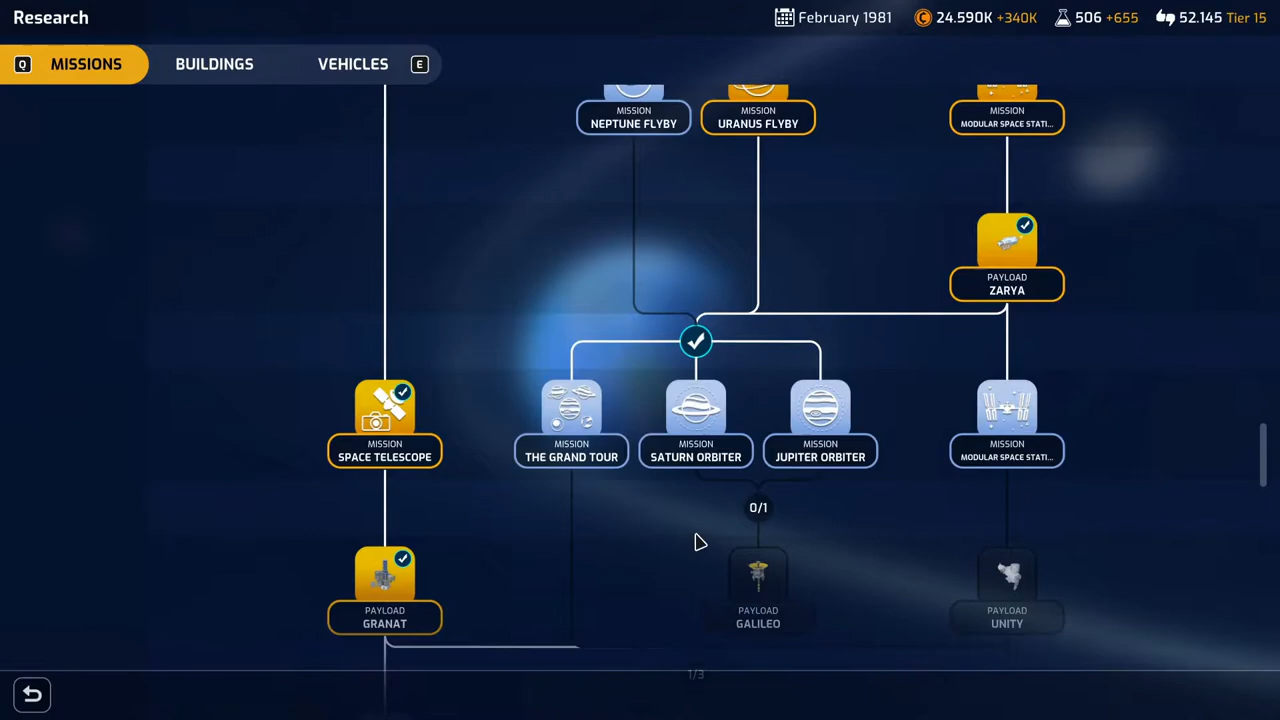 Research
February 1981
24.590K +340K
506 +655
52.145 Tier 15
Q MISSIONS
BUILDINGS
VEHICLES E
MISSION
NEPTUNE FLYBY
MISSION
URANUS FLYBY
MISSION
MODULAR SPACE STATI...
PAYLOAD
ZARYA
MISSION
SPACE TELESCOPE
MISSION
THE GRAND TOUR
MISSION
SATURN ORBITER
MISSION
JUPITER ORBITER
MISSION
MODULAR SPACE STATI...
0/1
PAYLOAD
GRANAT
PAYLOAD
GALILEO
PAYLOAD
UNITY
1/3